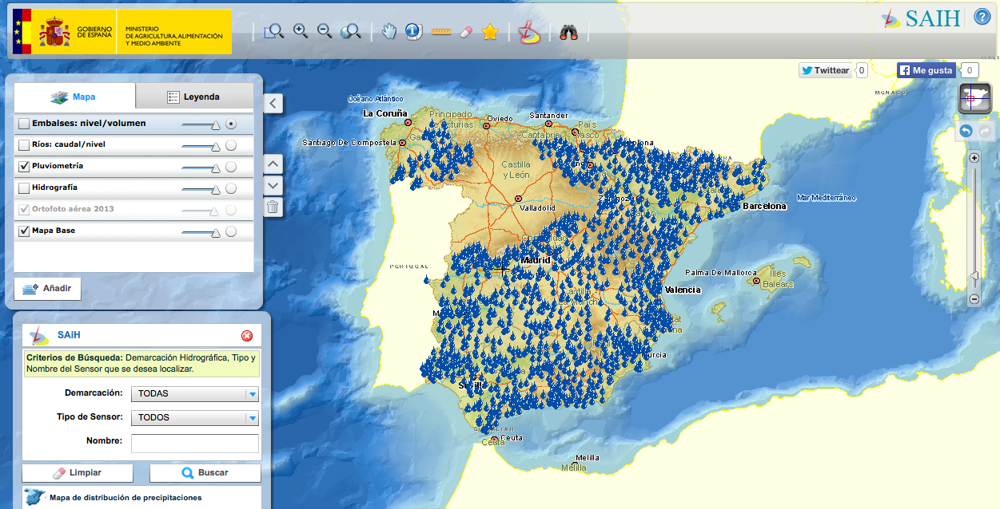 GOBIERNO
DE ESPAÑA
MINISTERIO
DE AGRICULTURA, ALIMENTACIÓN
Y MEDIO AMBIENTE
SAIH
Twittear
0
Me gusta
0
Mapa
Leyenda
Embalses: nivel/volumen
Ríos: caudal/nivel
Pluviometría
Hidrografía
Ortofoto aérea 2013
Mapa Base
Añadir
SAIH
Criterios de Búsqueda: Demarcación Hidrográfica, Tipo y
Nombre del Sensor que se desea localizar.
Demarcación:
TODAS
Tipo de Sensor:
TODOS
Nombre:
Limpiar
Buscar
Mapa de distribución de precipitaciones
MONACO
Océano Atlántico
La Coruña
Principado
de Asturias
Oviedo
Santander
País
Vasco
Cantabria
Santiago De Compostela
Castilla
y León
Valladolid
Barcelona
Mar Mediterráneo
Madrid
PORTUGAL
Palma De Mallorca
Illes
Balears
Valencia
Ceuta
Ceuta
Melilla
Melilla